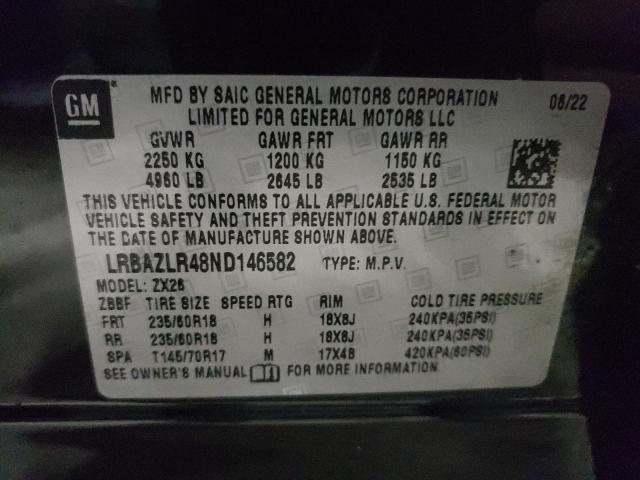 GM
MFD BY SAIC GENERAL MOTORS CORPORATION 06/22
LIMITED FOR GENERAL MOTORS LLC
GVWR GAWR FRT GAWR RR
2250 KG 1200 KG 1150 KG
4960 LB 2645 LB 2535 LB
THIS VEHICLE CONFORMS TO ALL APPLICABLE U.S. FEDERAL MOTOR
VEHICLE SAFETY AND THEFT PREVENTION STANDARDS IN EFFECT ON
THE DATE OF MANUFACTURE SHOWN ABOVE.
LRBAZLR48ND146582 TYPE: M.P.V.
MODEL: ZX26
ZBBF TIRE SIZE SPEED RTG RIM COLD TIRE PRESSURE
FRT 235/60R18 H 18X8J 240KPA(35PSI)
RR 235/60R18 H 18X8J 240KPA(35PSI)
SPA T145/70R17 M 17X4B 420KPA(60PSI)
SEE OWNER'S MANUAL FOR MORE INFORMATION